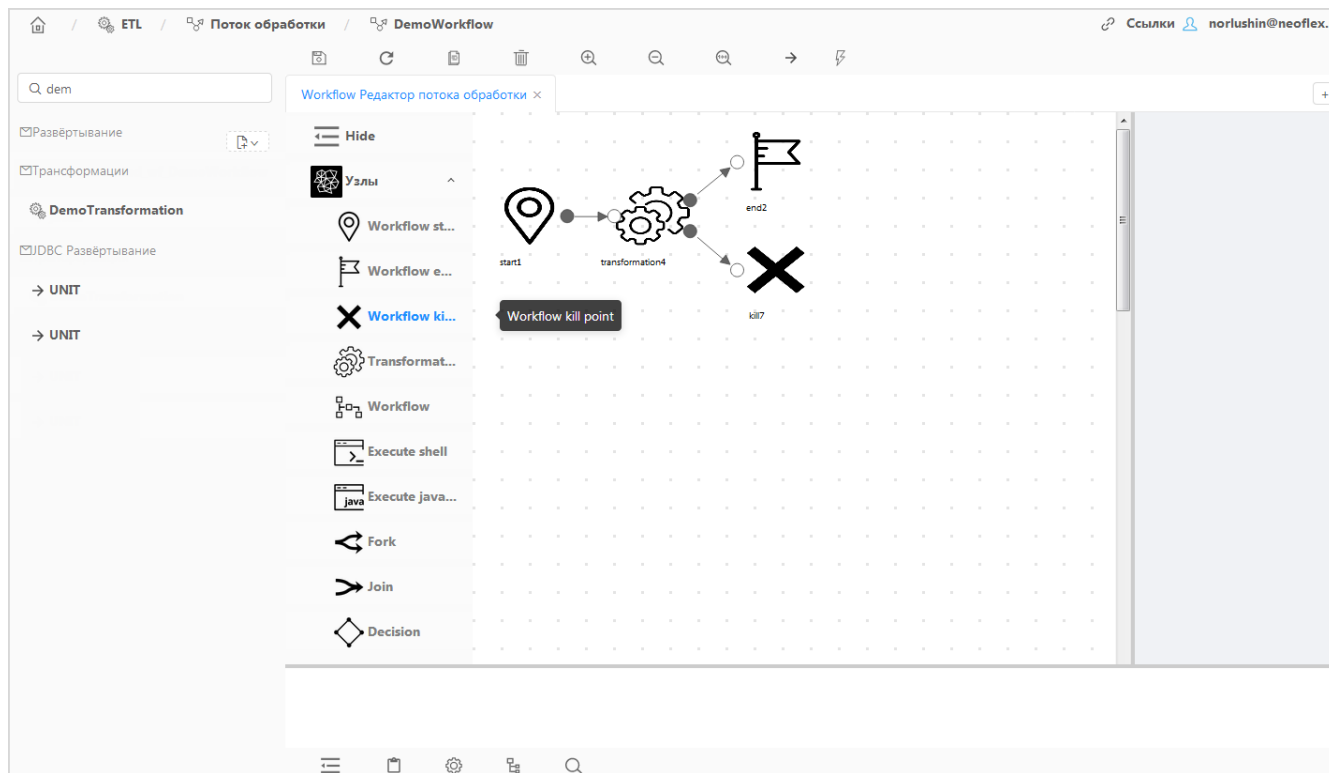 / ETL / Поток обработки / DemoWorkflow
Ссылки norlushin@neoflex.
dem
Workflow Редактор потока обработки ×
+
Развёртывание
Трансформации
DemoTransformation
JDBC Развёртывание
→ UNIT
→ UNIT
Hide
Узлы
Workflow st...
Workflow e...
Workflow ki...
Transformat...
Workflow
Execute shell
java Execute java...
Fork
Join
Decision
start1
transformation4
end2
kill7
Workflow kill point